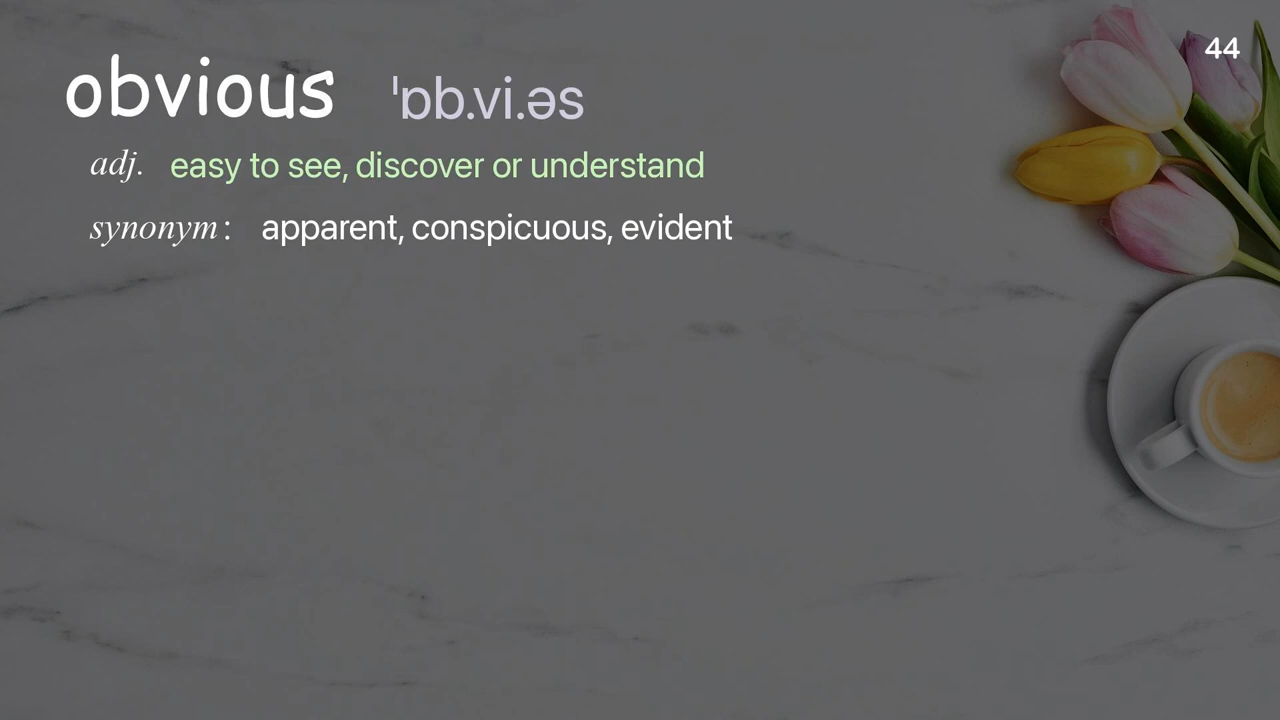 44
obvious ˈɒb.vi.əs
adj. easy to see, discover or understand
synonym: apparent, conspicuous, evident